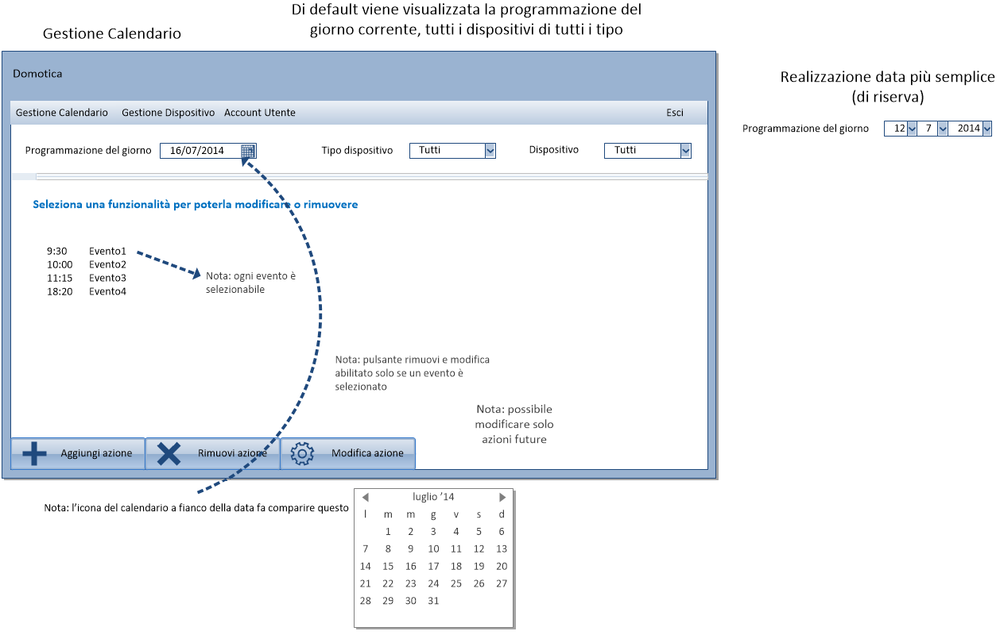 Gestione Calendario
Di default viene visualizzata la programmazione del
giorno corrente, tutti i dispositivi di tutti i tipo
Domotica
Gestione Calendario Gestione Dispositivo Account Utente Esci
Programmazione del giorno 16/07/2014 Tipo dispositivo Tutti Dispositivo Tutti
Seleziona una funzionalità per poterla modificare o rimuovere
9:30 Evento1
10:00 Evento2
11:15 Evento3
18:20 Evento4
Nota: ogni evento è
selezionabile
Nota: pulsante rimuovi e modifica
abilitato solo se un evento è
selezionato
Nota: possibile
modificare solo
azioni future
Aggiungi azione Rimuovi azione Modifica azione
Nota: l’icona del calendario a fianco della data fa comparire questo
luglio ’14
l m m g v s d
1 2 3 4 5 6
7 8 9 10 11 12 13
14 15 16 17 18 19 20
21 22 23 24 25 26 27
28 29 30 31
Realizzazione data più semplice
(di riserva)
Programmazione del giorno 12 7 2014